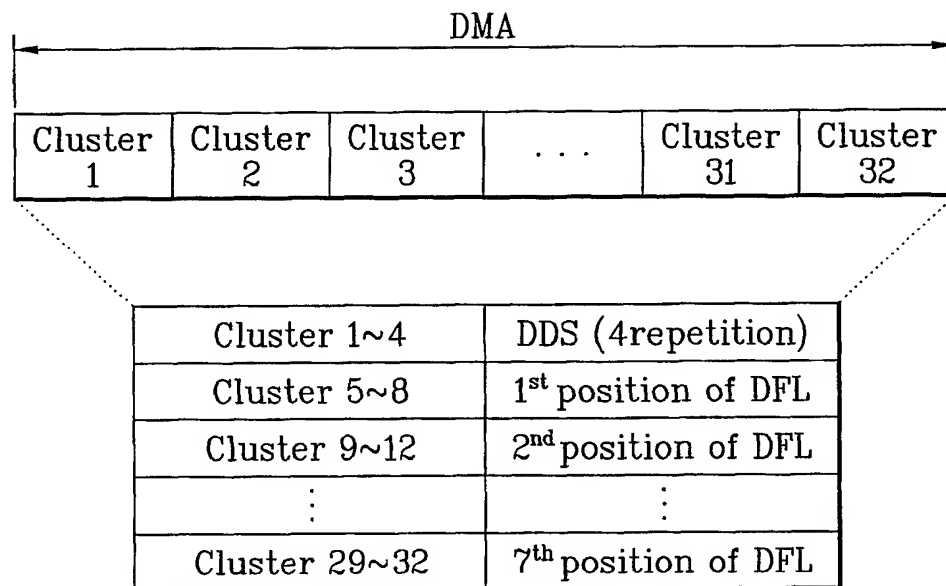 DMA
Cluster 1 Cluster 2 Cluster 3 · · · Cluster 31 Cluster 32
Cluster 1~4 DDS (4repetition)
Cluster 5~8 1st position of DFL
Cluster 9~12 2nd position of DFL
⋮ ⋮
Cluster 29~32 7th position of DFL